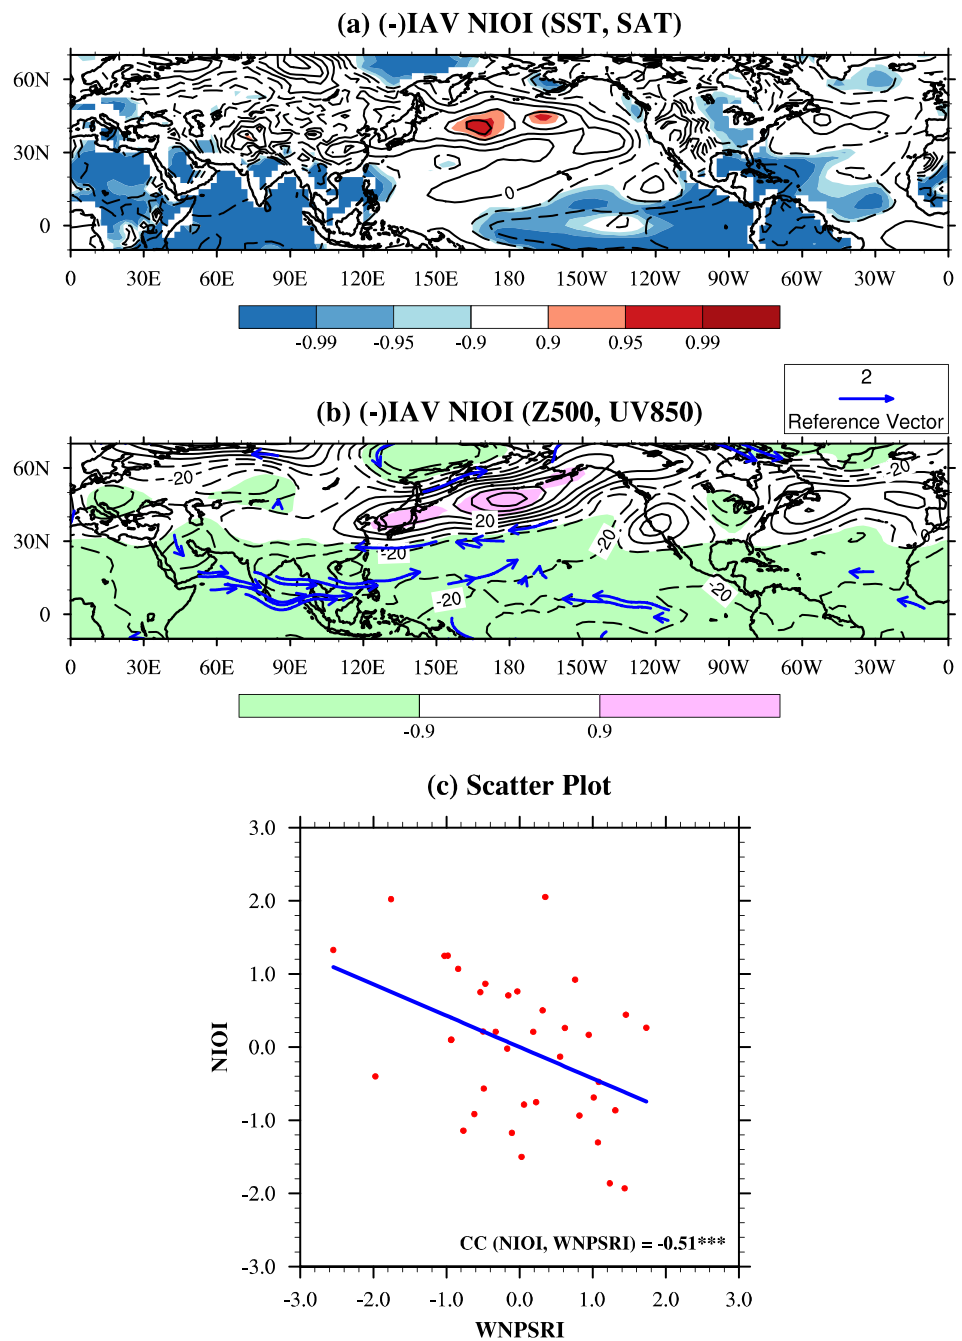 (a) (-)IAV NIOI (SST, SAT)
60N
30N
0
0
0 30E 60E 90E 120E 150E 180 150W 120W 90W 60W 30W 0
-0.99 -0.95 -0.9 0.9 0.95 0.99
2
Reference Vector
(b) (-)IAV NIOI (Z500, UV850)
60N
30N
0
-20
20
-20
-20
-20
-20
-20
0
0 30E 60E 90E 120E 150E 180 150W 120W 90W 60W 30W 0
-0.9 0.9
(c) Scatter Plot
3.0
2.0
1.0
0.0
-1.0
-2.0
-3.0
NIOI
CC (NIOI, WNPSRI) = -0.51***
-3.0 -2.0 -1.0 0.0 1.0 2.0 3.0
WNPSRI